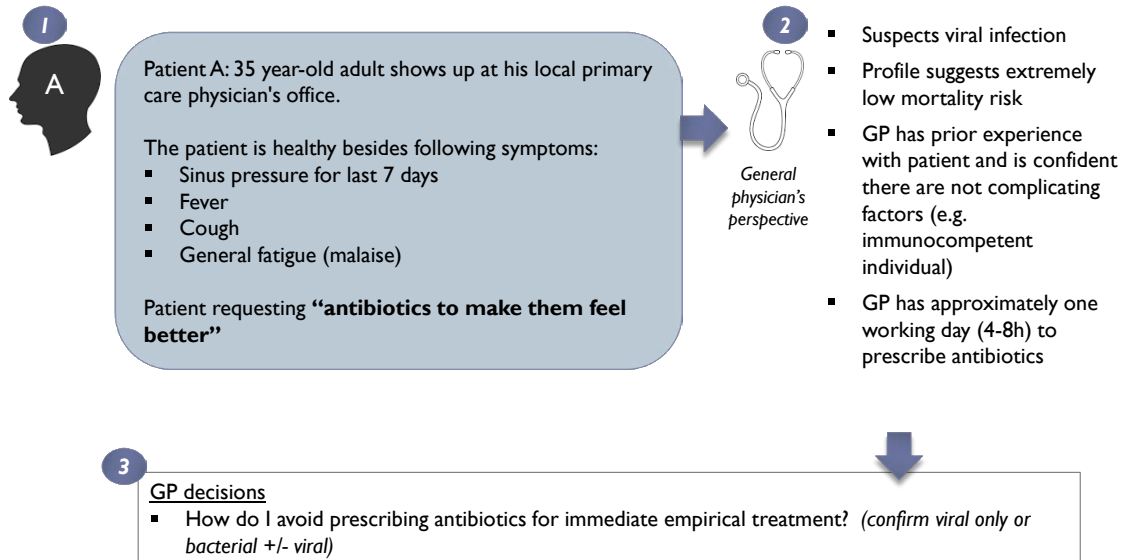 1
A
Patient A: 35 year-old adult shows up at his local primary
care physician's office.
The patient is healthy besides following symptoms:
▪ Sinus pressure for last 7 days
▪ Fever
▪ Cough
▪ General fatigue (malaise)
Patient requesting “antibiotics to make them feel
better”
2
General
physician's
perspective
▪ Suspects viral infection
▪ Profile suggests extremely
low mortality risk
▪ GP has prior experience
with patient and is confident
there are not complicating
factors (e.g.
immunocompetent
individual)
▪ GP has approximately one
working day (4-8h) to
prescribe antibiotics
3
GP decisions
▪ How do I avoid prescribing antibiotics for immediate empirical treatment? (confirm viral only or
bacterial +/- viral)